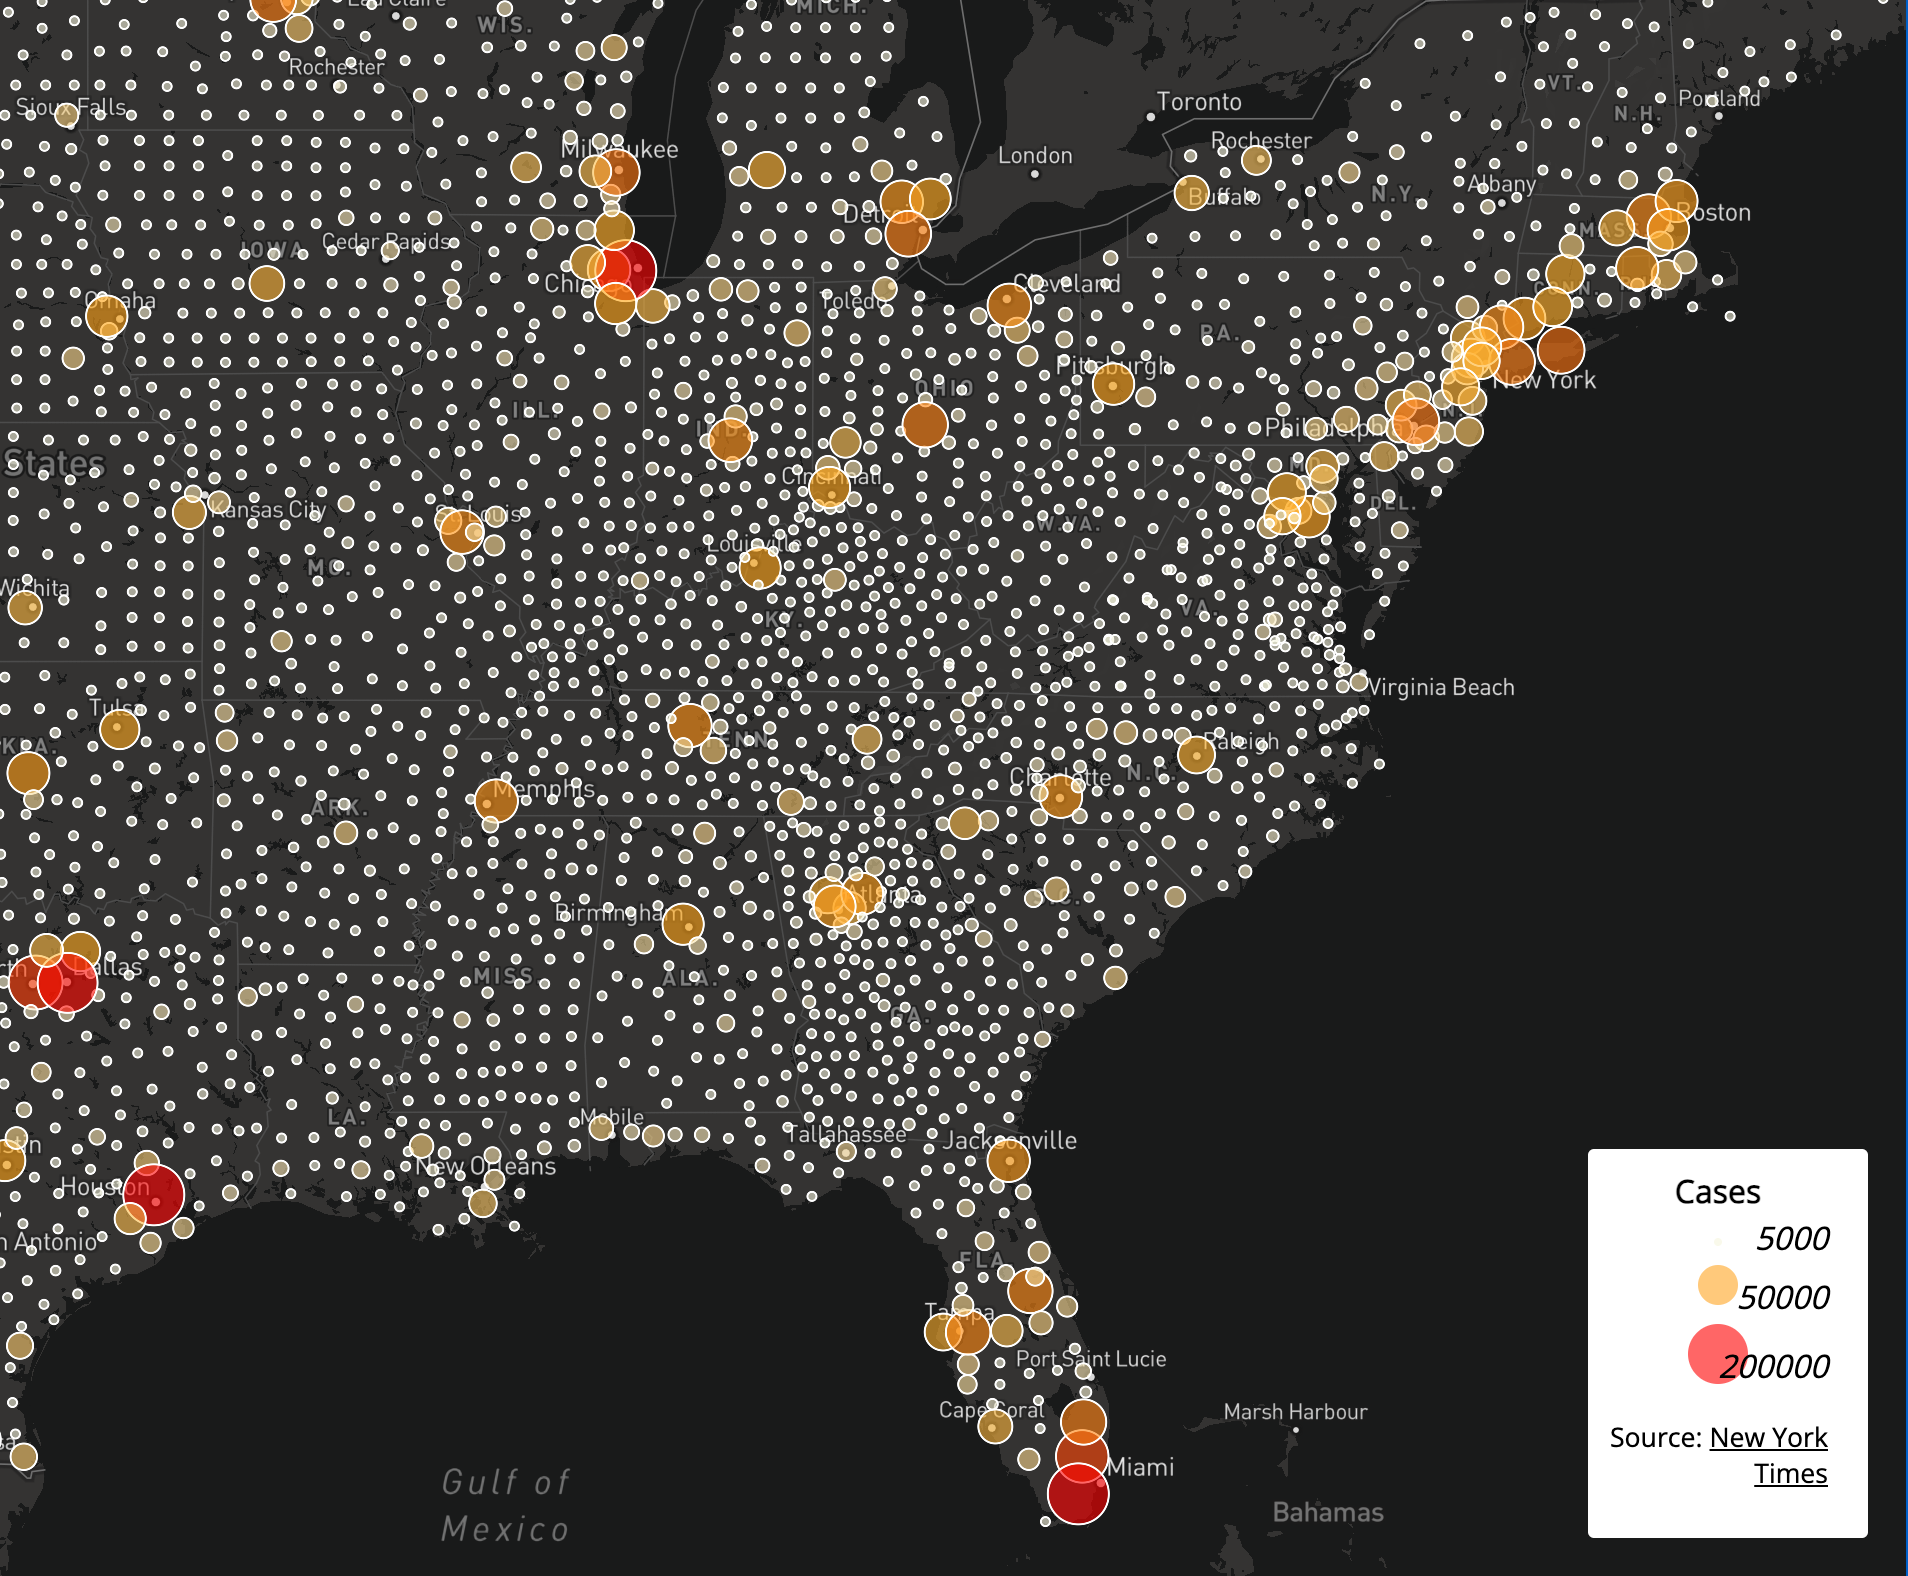 Eau Claire
WIS.
MICH.
Rochester
Sioux Falls
Toronto
VT.
Portland
N.H.
Rochester
Milwaukee
London
Albany
N.Y.
Buffalo
Detroit
Boston
MASS.
IOWA
Cedar Rapids
Chicago
Cleveland
CONN.
Omaha
Toledo
PA.
Pittsburgh
New York
OHIO
ILL.
IND.
Philadelphia
N.J.
States
MD.
Cincinnati
Kansas City
St. Louis
DEL.
W.VA.
Louisville
MO.
Wichita
VA.
KY.
Virginia Beach
Tulsa
OKLA.
TENN.
Raleigh
Charlotte
N.C.
Memphis
ARK.
Atlanta
S.C.
Birmingham
rth
Dallas
MISS.
ALA.
GA.
LA.
Mobile
Tallahassee
Jacksonville
stin
New Orleans
Houston
n Antonio
FLA.
Tampa
Port Saint Lucie
Cape Coral
Marsh Harbour
Miami
Gulf of
Mexico
Bahamas
Cases
5000
50000
200000
Source: New York
Times